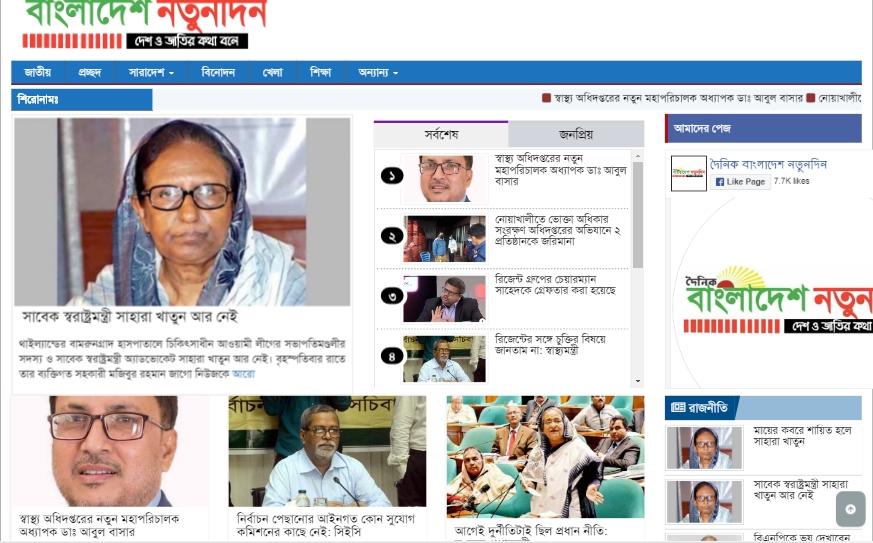 বাংলাদেশ নতুনদিন
দেশ ও জাতির কথা বলে
জাতীয় প্রচ্ছদ সারাদেশ বিনোদন খেলা শিক্ষা অন্যান্য
শিরোনামঃ
স্বাস্থ্য অধিদপ্তরের নতুন মহাপরিচালক অধ্যাপক ডাঃ আবুল বাসার নোয়াখালীতে
সাবেক স্বরাষ্ট্রমন্ত্রী সাহারা খাতুন আর নেই
থাইল্যান্ডের বামরুনগ্রাদ হাসপাতালে চিকিৎসাধীন আওয়ামী লীগের সভাপতিমণ্ডলীর
সদস্য ও সাবেক স্বরাষ্ট্রমন্ত্রী অ্যাডভোকেট সাহারা খাতুন আর নেই। বৃহস্পতিবার রাতে
তার ব্যক্তিগত সহকারী মজিবুর রহমান জাগো নিউজকে আরো
সর্বশেষ জনপ্রিয়
১
স্বাস্থ্য অধিদপ্তরের নতুন
মহাপরিচালক অধ্যাপক ডাঃ আবুল
বাসার
২
নোয়াখালীতে ভোক্তা অধিকার
সংরক্ষণ অধিদপ্তরের অভিযানে ২
প্রতিষ্ঠানকে জরিমানা
৩
রিজেন্ট গ্রুপের চেয়ারম্যান
সাহেদকে গ্রেফতার করা হয়েছে
৪
রিজেন্টের সঙ্গে চুক্তির বিষয়ে
জানতাম না: স্বাস্থ্যমন্ত্রী
আমাদের পেজ
দৈনিক বাংলাদেশ নতুনদিন
Like Page 7.7K likes
দৈনিক
বাংলাদেশ নতুন
দেশ ও জাতির কথা
স্বাস্থ্য অধিদপ্তরের নতুন মহাপরিচালক
অধ্যাপক ডাঃ আবুল বাসার
নির্বাচন পেছানোর আইনগত কোন সুযোগ
কমিশনের কাছে নেই: সিইসি
আগেই দুর্নীতিটাই ছিল প্রধান নীতি:
রাজনীতি
মায়ের কবরে শায়িত হলে
সাহারা খাতুন
সাবেক স্বরাষ্ট্রমন্ত্রী সাহারা
খাতুন আর নেই
বিএনপিকে ভয় দেখাবেন